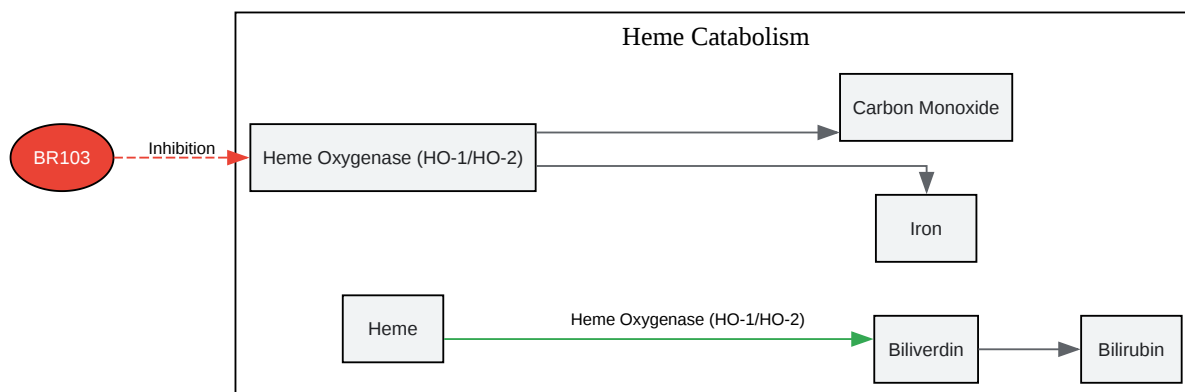 Heme Catabolism
Carbon Monoxide
BR103
Inhibition
Heme Oxygenase (HO-1/HO-2)
Iron
Heme
Heme Oxygenase (HO-1/HO-2)
Biliverdin
Bilirubin